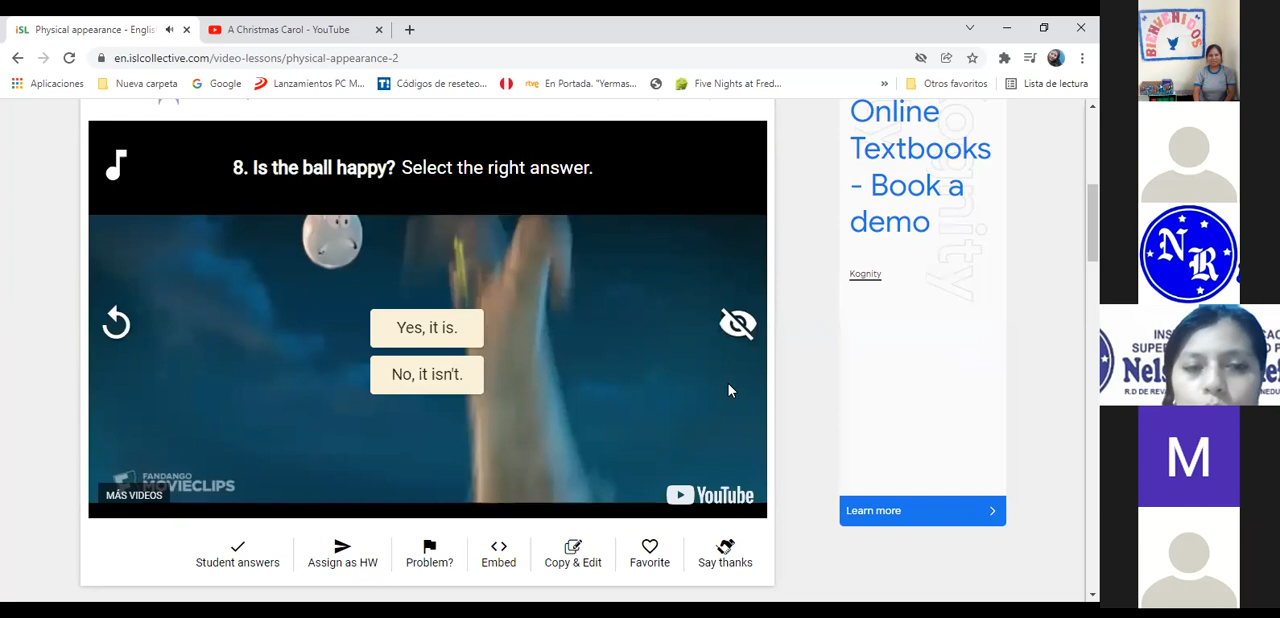 iSL Physical appearance - Englis
A Christmas Carol - YouTube
en.islcollective.com/video-lessons/physical-appearance-2
Aplicaciones
Nueva carpeta
Google
Lanzamientos PC M...
Códigos de reseteo...
rtve En Portada. "Yermas...
Five Nights at Fred...
Otros favoritos
Lista de lectura
8. Is the ball happy? Select the right answer.
Yes, it is.
No, it isn't.
FANDANGO
MOVIECLIPS
MÁS VIDEOS
YouTube
Student answers
Assign as HW
Problem?
Embed
Copy & Edit
Favorite
Say thanks
Online
Textbooks
- Book a
demo
Kognity
Learn more
BIENVENIDOS
N R
Nels
M